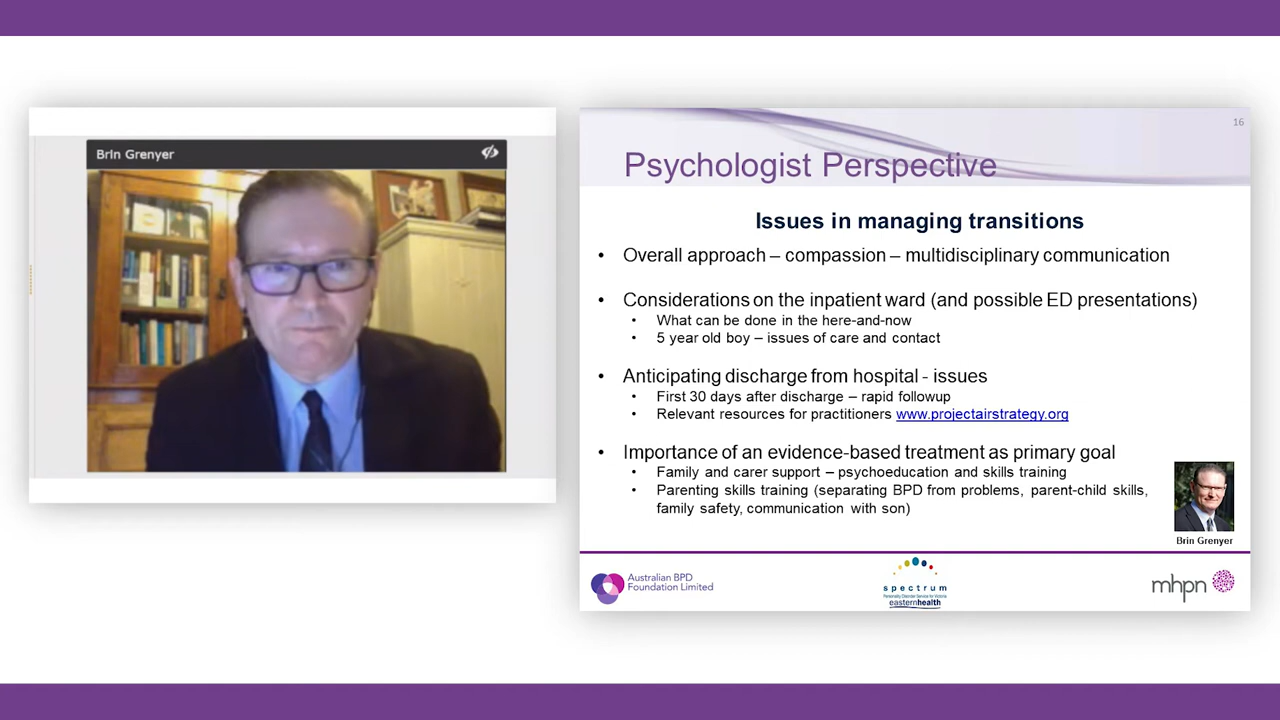 Brin Grenyer
16
Psychologist Perspective
Issues in managing transitions
• Overall approach – compassion – multidisciplinary communication
• Considerations on the inpatient ward (and possible ED presentations)
• What can be done in the here-and-now
• 5 year old boy – issues of care and contact
• Anticipating discharge from hospital - issues
• First 30 days after discharge – rapid followup
• Relevant resources for practitioners www.projectairstrategy.org
• Importance of an evidence-based treatment as primary goal
• Family and carer support – psychoeducation and skills training
• Parenting skills training (separating BPD from problems, parent-child skills,
family safety, communication with son)
Brin Grenyer
Australian BPD
Foundation Limited
spectrum
Personality Disorder Service for Victoria
easternhealth
mhpn